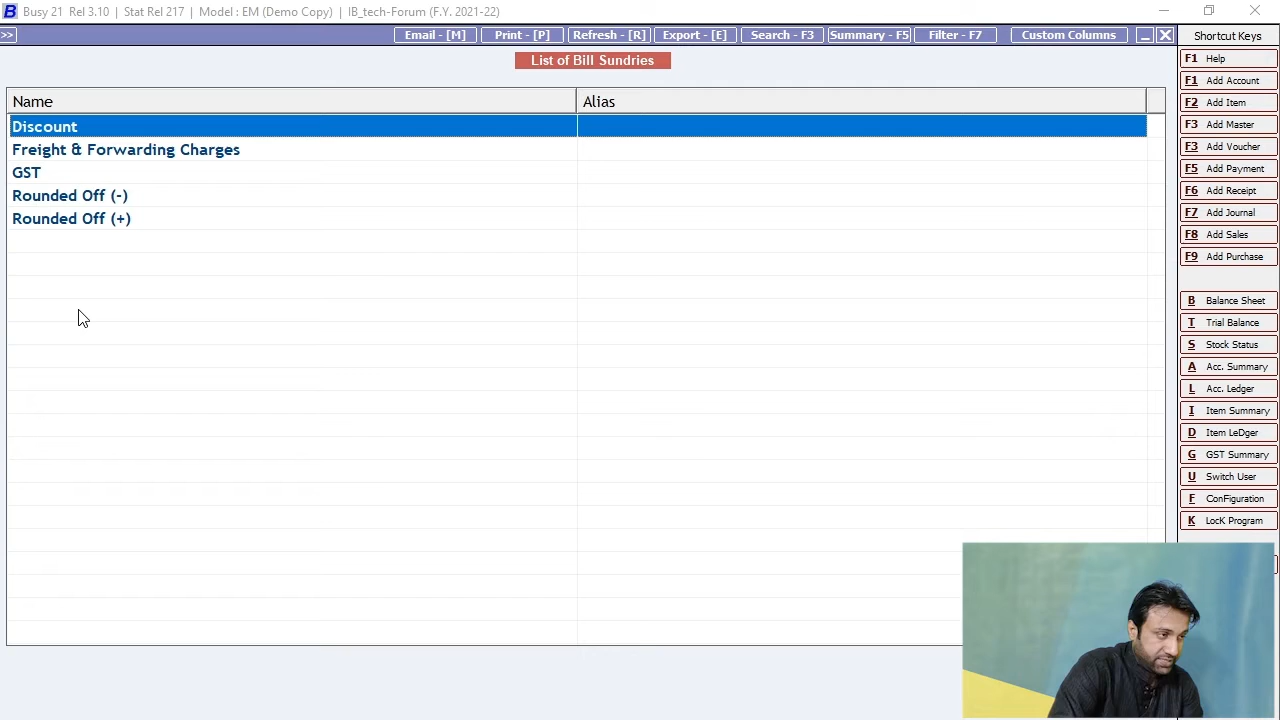 B Busy 21 Rel 3.10 | Stat Rel 217 | Model : EM (Demo Copy) | IB_tech-Forum (F.Y. 2021-22)
>> Email - [M] Print - [P] Refresh - [R] Export - [E] Search - F3 Summary - F5 Filter - F7 Custom Columns
Shortcut Keys
List of Bill Sundries
Name Alias
Discount
Freight & Forwarding Charges
GST
Rounded Off (-)
Rounded Off (+)
F1 Help
F1 Add Account
F2 Add Item
F3 Add Master
F3 Add Voucher
F5 Add Payment
F6 Add Receipt
F7 Add Journal
F8 Add Sales
F9 Add Purchase
B Balance Sheet
T Trial Balance
S Stock Status
A Acc. Summary
L Acc. Ledger
I Item Summary
D Item LeDger
G GST Summary
U Switch User
F ConFiguration
K LocK Program